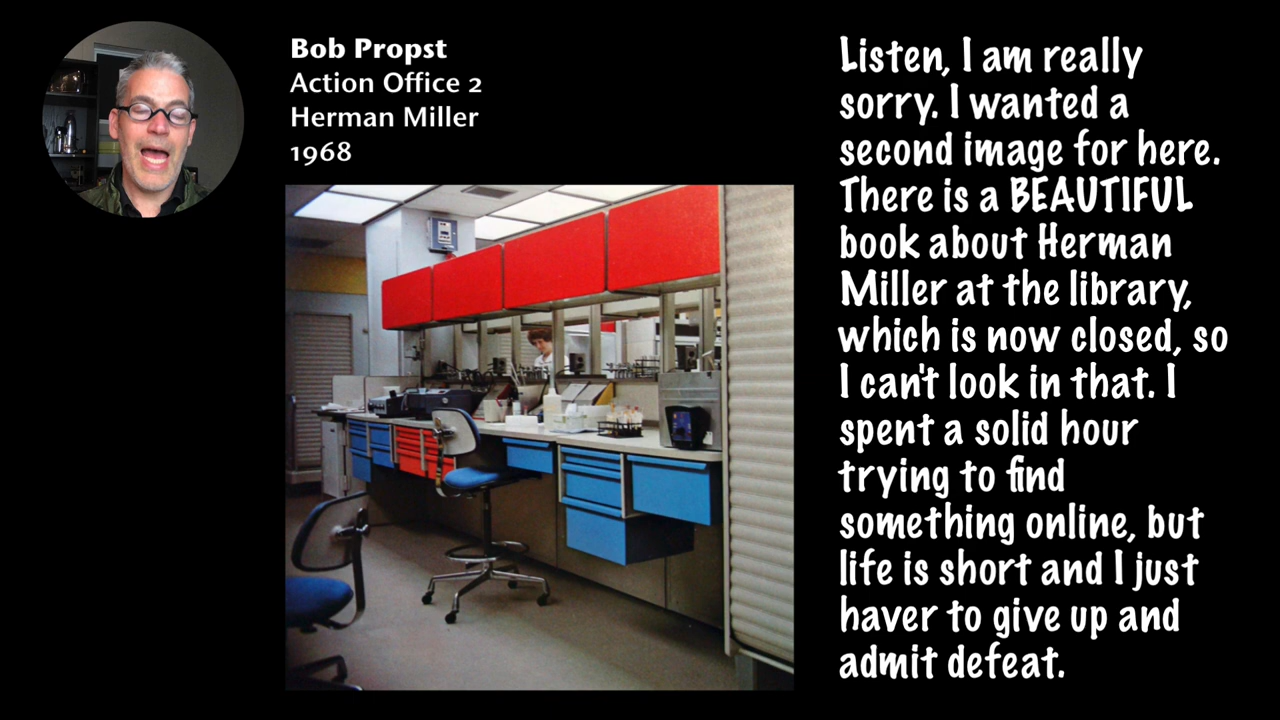 Bob Propst
Action Office 2
Herman Miller
1968
Listen, I am really
sorry. I wanted a
second image for here.
There is a BEAUTIFUL
book about Herman
Miller at the library,
which is now closed, so
I can't look in that. I
spent a solid hour
trying to find
something online, but
life is short and I just
haver to give up and
admit defeat.